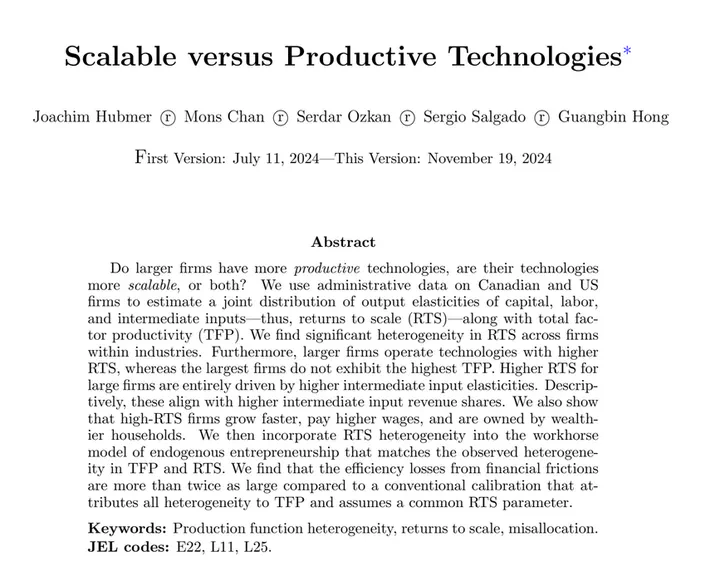 Scalable versus Productive Technologies*
Joachim Hubmer ⓡ Mons Chan ⓡ Serdar Ozkan ⓡ Sergio Salgado ⓡ Guangbin Hong
First Version: July 11, 2024—This Version: November 19, 2024
Abstract
Do larger firms have more productive technologies, are their technologies
more scalable, or both? We use administrative data on Canadian and US
firms to estimate a joint distribution of output elasticities of capital, labor,
and intermediate inputs—thus, returns to scale (RTS)—along with total fac-
tor productivity (TFP). We find significant heterogeneity in RTS across firms
within industries. Furthermore, larger firms operate technologies with higher
RTS, whereas the largest firms do not exhibit the highest TFP. Higher RTS for
large firms are entirely driven by higher intermediate input elasticities. Descrip-
tively, these align with higher intermediate input revenue shares. We also show
that high-RTS firms grow faster, pay higher wages, and are owned by wealth-
ier households. We then incorporate RTS heterogeneity into the workhorse
model of endogenous entrepreneurship that matches the observed heterogene-
ity in TFP and RTS. We find that the efficiency losses from financial frictions
are more than twice as large compared to a conventional calibration that at-
tributes all heterogeneity to TFP and assumes a common RTS parameter.
Keywords: Production function heterogeneity, returns to scale, misallocation.
JEL codes: E22, L11, L25.